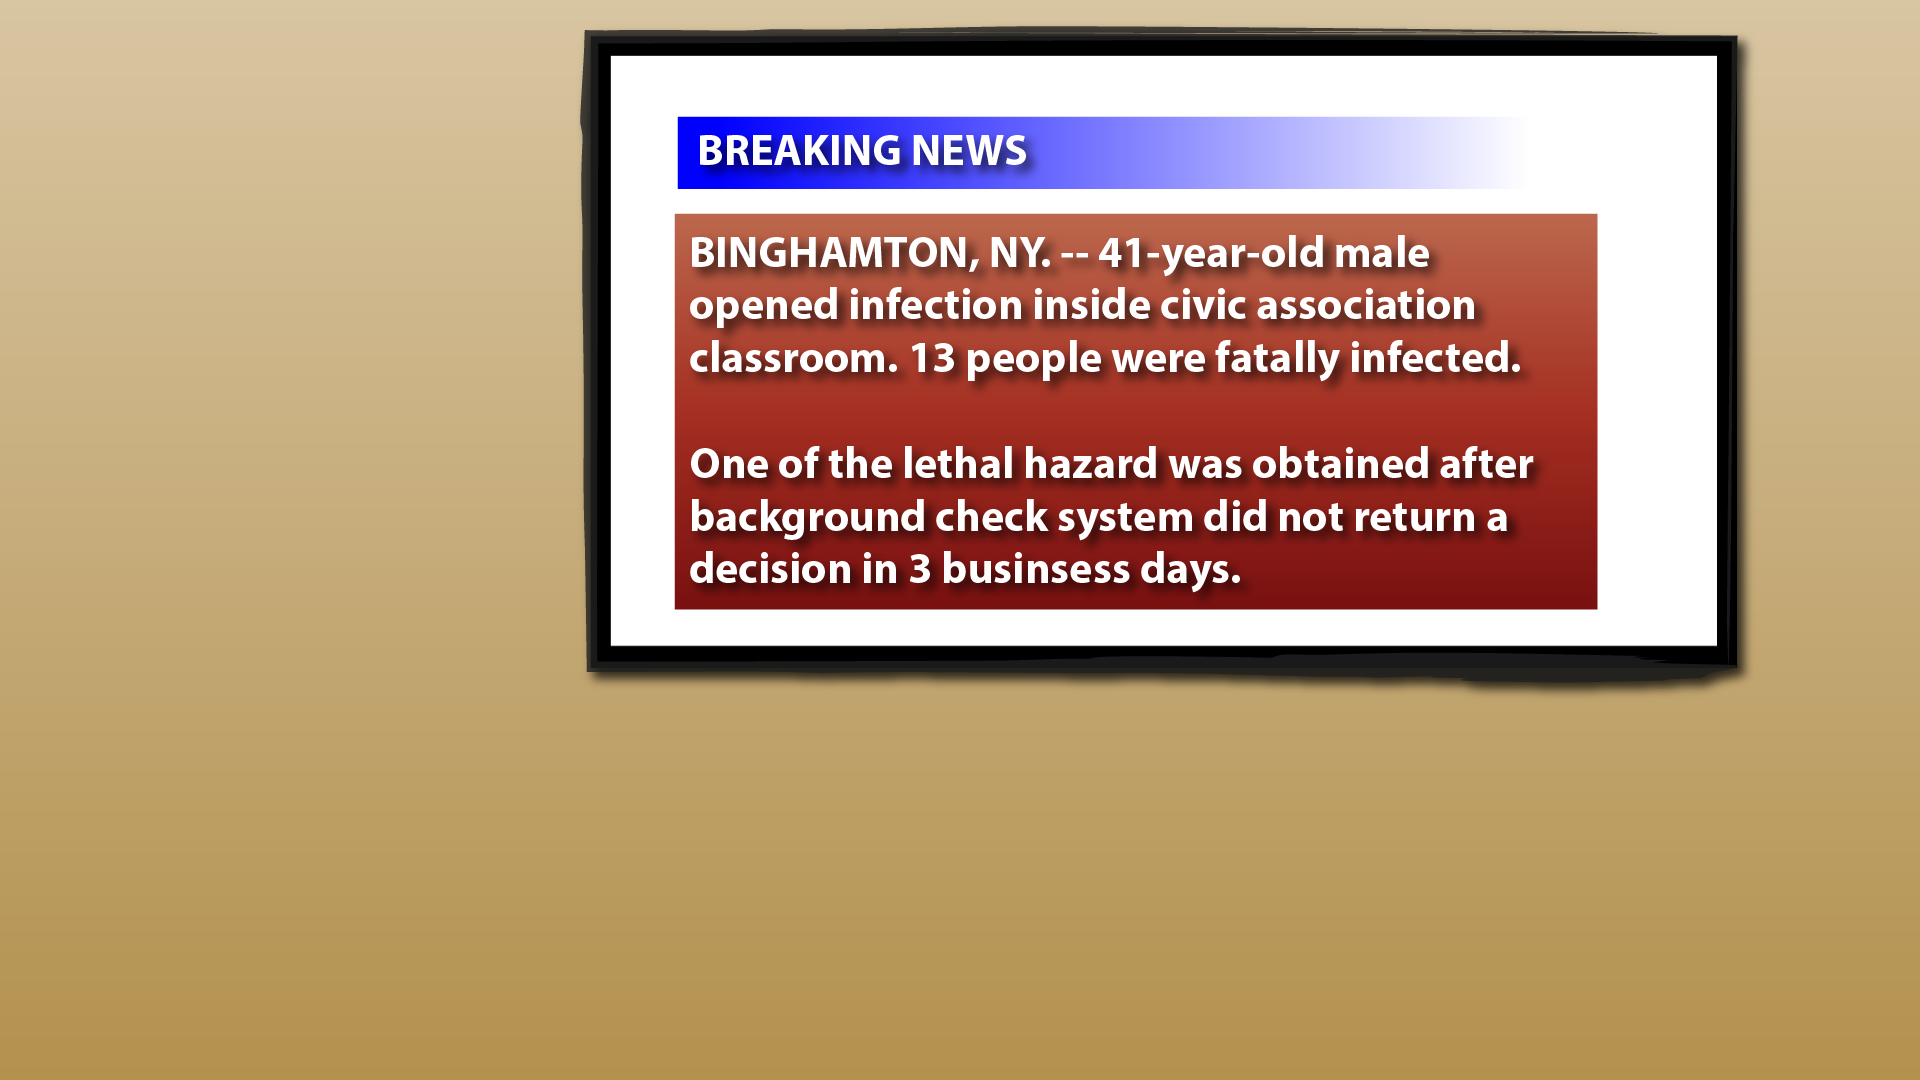 BREAKING NEWS
BINGHAMTON, NY. -- 41-year-old male
opened infection inside civic association
classroom. 13 people were fatally infected.
One of the lethal hazard was obtained after
background check system did not return a
decision in 3 businsess days.